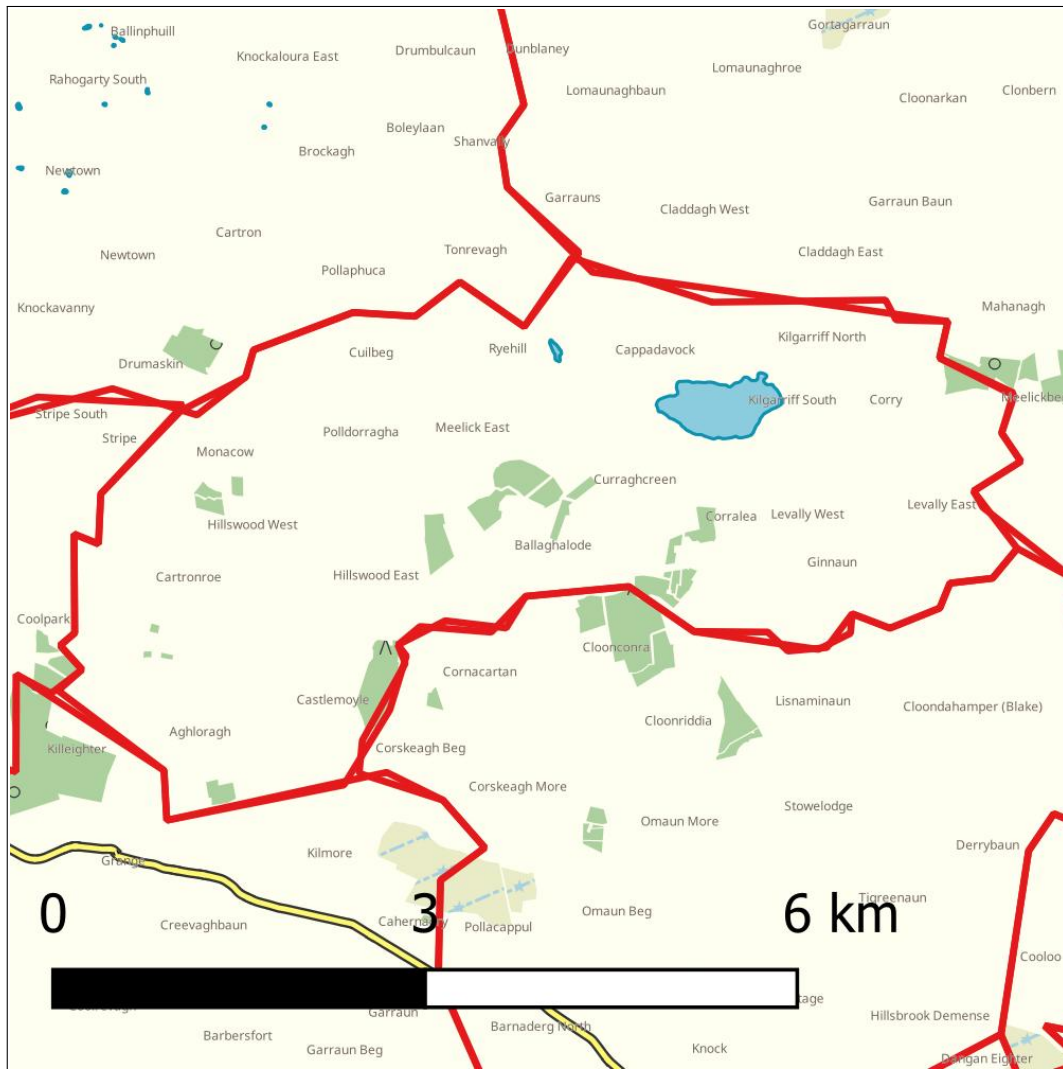 Ballinphuill
Gortagarraun
Knockaloura East
Drumbulcaun
Dunblaney
Lomaunaghroe
Rahogarty South
Lomaunaghbaun
Cloonarkan
Clonbern
Boleylaan
Shanvally
Brockagh
Newtown
Garrauns
Claddagh West
Garraun Baun
Cartron
Newtown
Tonrevagh
Claddagh East
Pollaphuca
Knockavanny
Mahanagh
Kilgarriff North
Cuilbeg
Ryehill
Cappadavock
Drumaskin
Stripe South
Kilgarriff South
Corry
Stripe
Polldorragha
Meelick East
Monacow
Curraghcreen
Hillswood West
Corralea
Levally West
Levally East
Ballaghalode
Cartronroe
Hillswood East
Ginnaun
Coolpark
Cloonconra
Cornacartan
Castlemoyle
Lisnaminaun
Cloondahamper (Blake)
Aghloragh
Cloonriddia
Killeighter
Corskeagh Beg
Corskeagh More
Stowelodge
Omaun More
Kilmore
Derrybaun
Grange
Tigreenaun
0 3 6 km
Creevaghbaun
Pollacappul
Omaun Beg
Cooloo
Garraun
Hillsbrook Demense
Barbersfort
Barnaderg North
Garraun Beg
Knock
Dangan Eighter